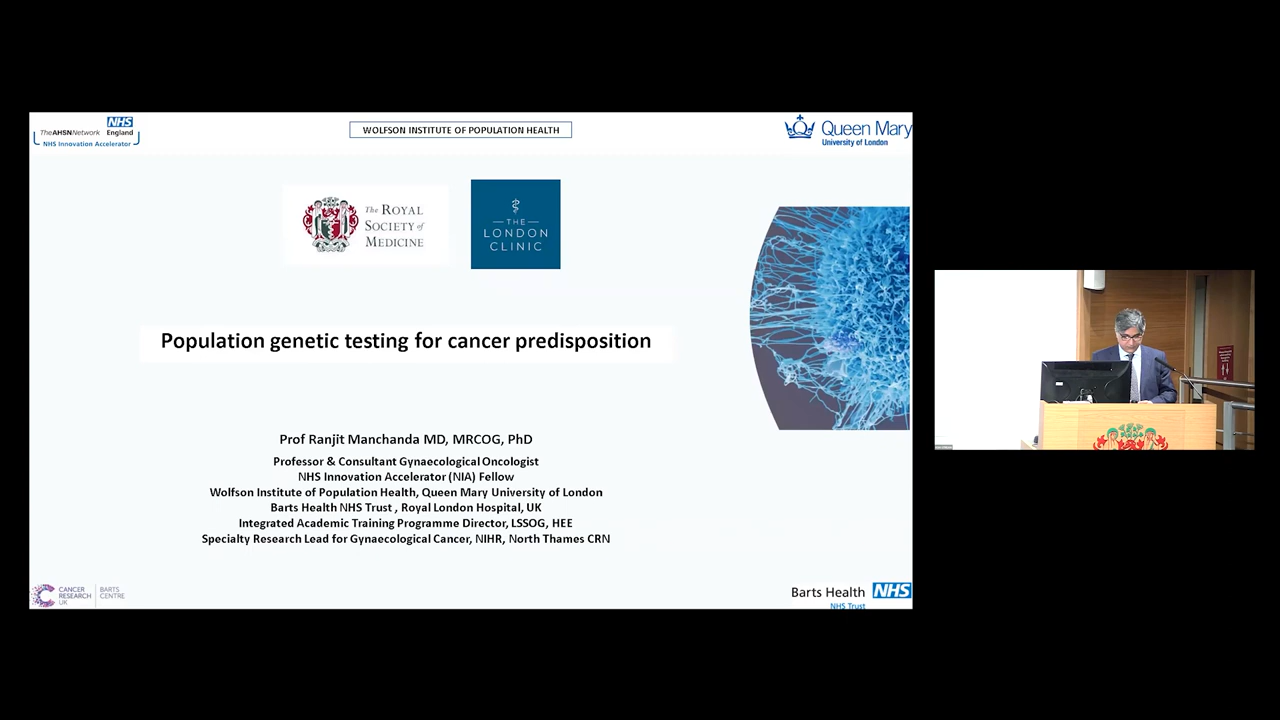 TheAHSNNetwork
NHS
England
NHS Innovation Accelerator
WOLFSON INSTITUTE OF POPULATION HEALTH
Queen Mary
University of London
The ROYAL
SOCIETY of
MEDICINE
THE
LONDON
CLINIC
Population genetic testing for cancer predisposition
Prof Ranjit Manchanda MD, MRCOG, PhD
Professor & Consultant Gynaecological Oncologist
NHS Innovation Accelerator (NIA) Fellow
Wolfson Institute of Population Health, Queen Mary University of London
Barts Health NHS Trust , Royal London Hospital, UK
Integrated Academic Training Programme Director, LSSOG, HEE
Specialty Research Lead for Gynaecological Cancer, NIHR, North Thames CRN
CANCER
RESEARCH
UK
BARTS
CENTRE
Barts Health NHS
NHS Trust